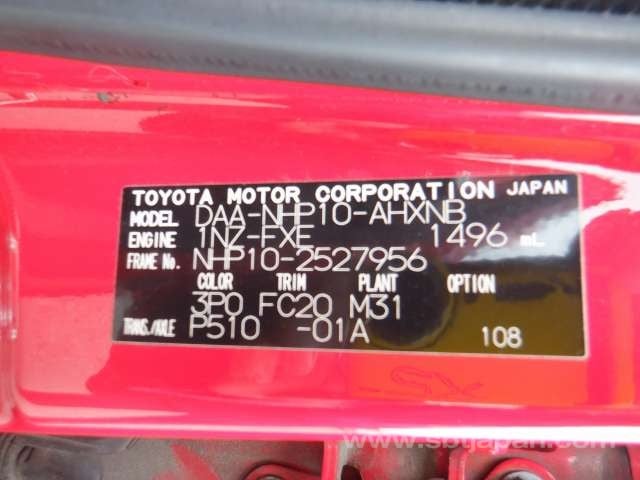 TOYOTA MOTOR CORPORATION JAPAN
MODEL DAA-NHP10-AHXNB
ENGINE 1NZ-FXE 1496 mL
FRAME No. NHP10-2527956
COLOR TRIM PLANT OPTION
3P0 FC20 M31
TRANS./AXLE P510 -01A 108
www.sbtjapan.com